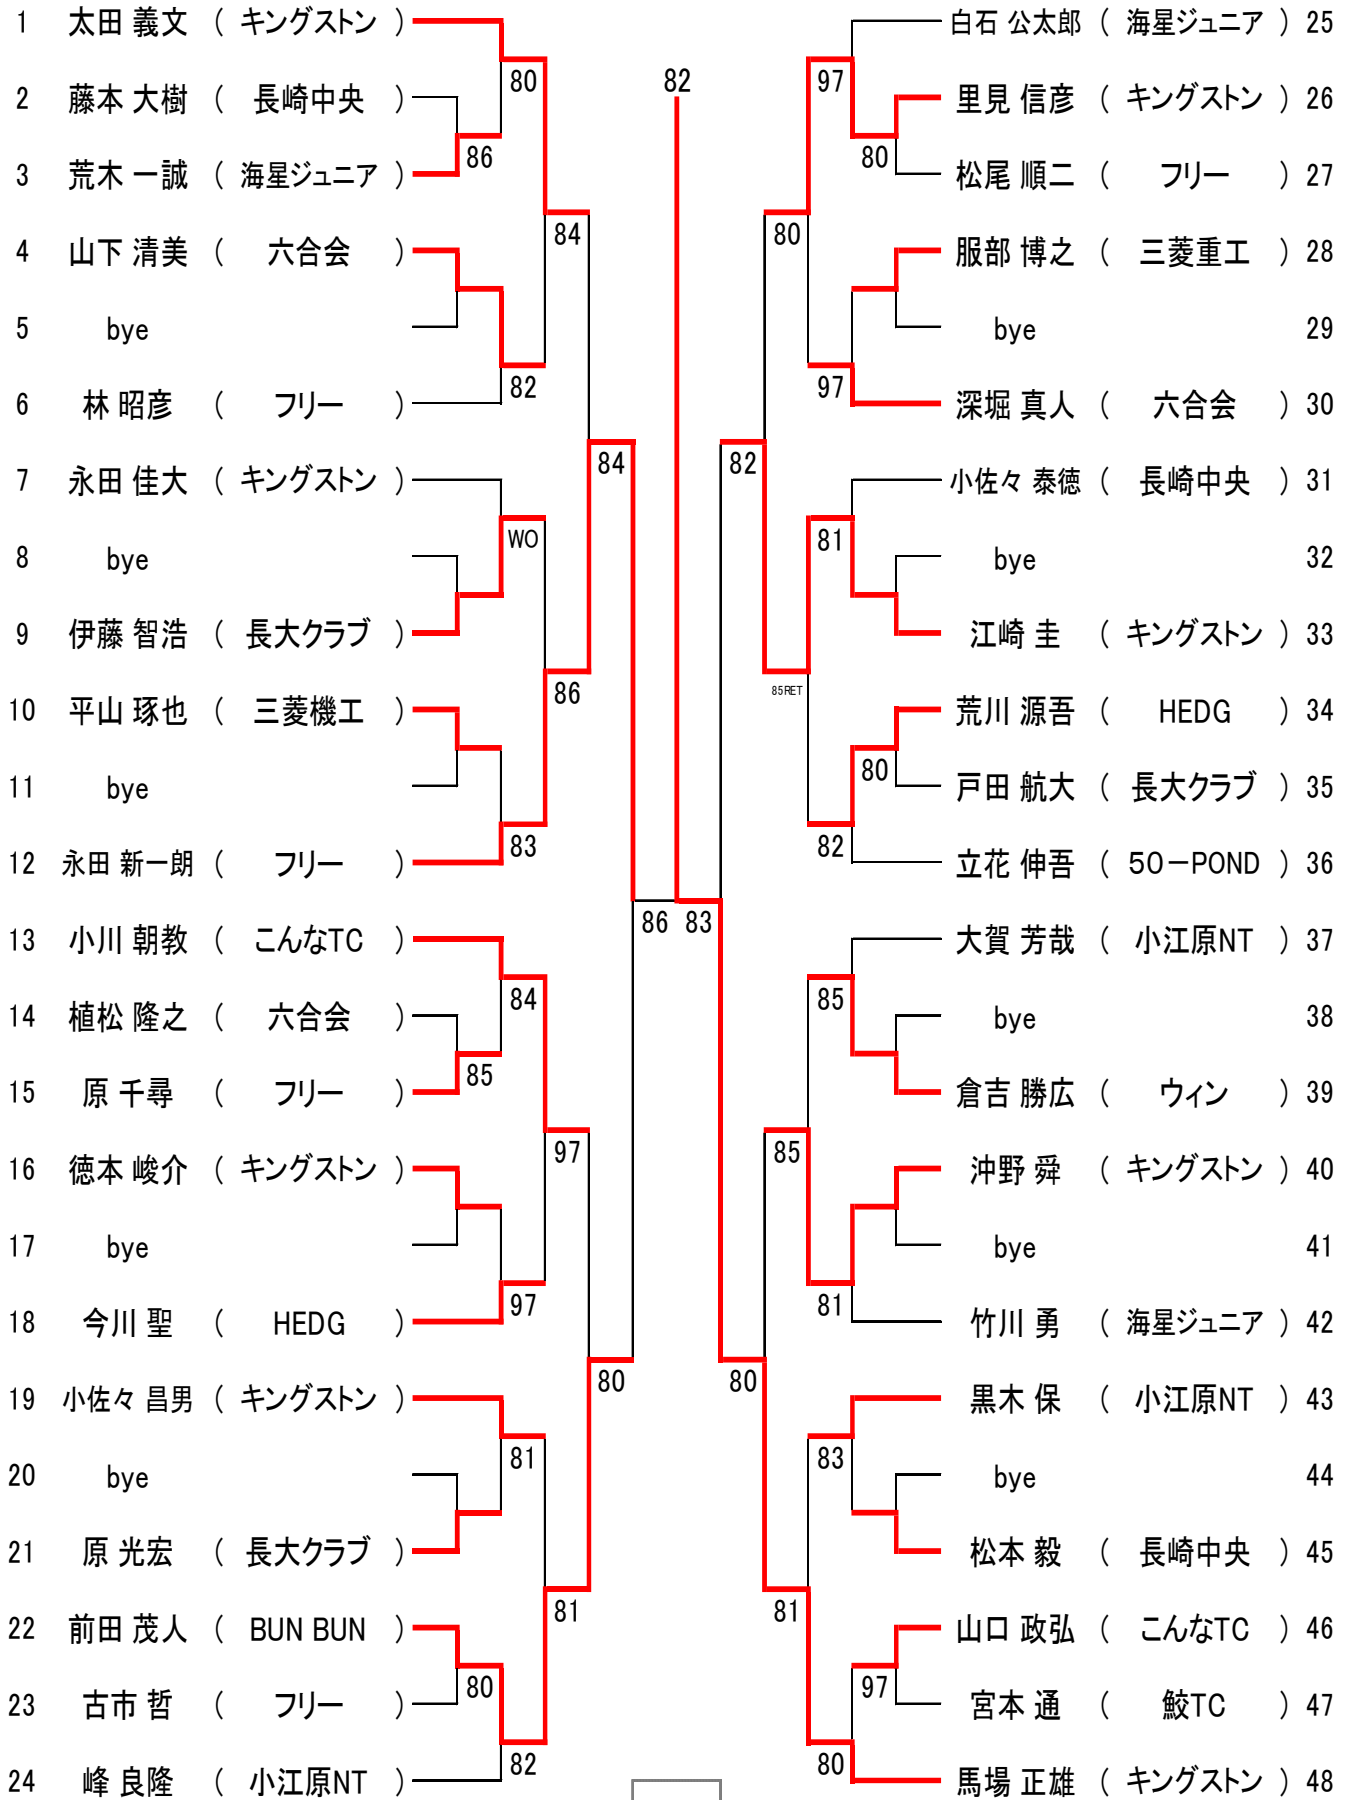 1 太田 義文 ( キングストン ) 白石 公太郎 ( 海星ジュニア ) 25
80 82 97
2 藤本 大樹 ( 長崎中央 ) 里見 信彦 ( キングストン ) 26
86 80
3 荒木 一誠 ( 海星ジュニア ) 松尾 順二 ( フリー ) 27
84 80
4 山下 清美 ( 六合会 ) 服部 博之 ( 三菱重工 ) 28
5 bye bye 29
82 97
6 林 昭彦 ( フリー ) 深堀 真人 ( 六合会 ) 30
84 82
7 永田 佳大 ( キングストン ) 小佐々 泰徳 ( 長崎中央 ) 31
WO 81
8 bye bye 32
9 伊藤 智浩 ( 長大クラブ ) 江崎 圭 ( キングストン ) 33
86 85RET
10 平山 琢也 ( 三菱機工 ) 荒川 源吾 ( HEDG ) 34
80
11 bye 戸田 航大 ( 長大クラブ ) 35
83 82
12 永田 新一朗 ( フリー ) 立花 伸吾 ( 50-POND ) 36
86 83
13 小川 朝教 ( こんなTC ) 大賀 芳哉 ( 小江原NT ) 37
84 85
14 植松 隆之 ( 六合会 ) bye 38
85
15 原 千尋 ( フリー ) 倉吉 勝広 ( ウィン ) 39
97 85
16 徳本 峻介 ( キングストン ) 沖野 舜 ( キングストン ) 40
17 bye bye 41
97 81
18 今川 聖 ( HEDG ) 竹川 勇 ( 海星ジュニア ) 42
80 80
19 小佐々 昌男 ( キングストン ) 黒木 保 ( 小江原NT ) 43
81 83
20 bye bye 44
21 原 光宏 ( 長大クラブ ) 松本 毅 ( 長崎中央 ) 45
81 81
22 前田 茂人 ( BUN BUN ) 山口 政弘 ( こんなTC ) 46
80 97
23 古市 哲 ( フリー ) 宮本 通 ( 鮫TC ) 47
82 80
24 峰 良隆 ( 小江原NT ) 馬場 正雄 ( キングストン ) 48